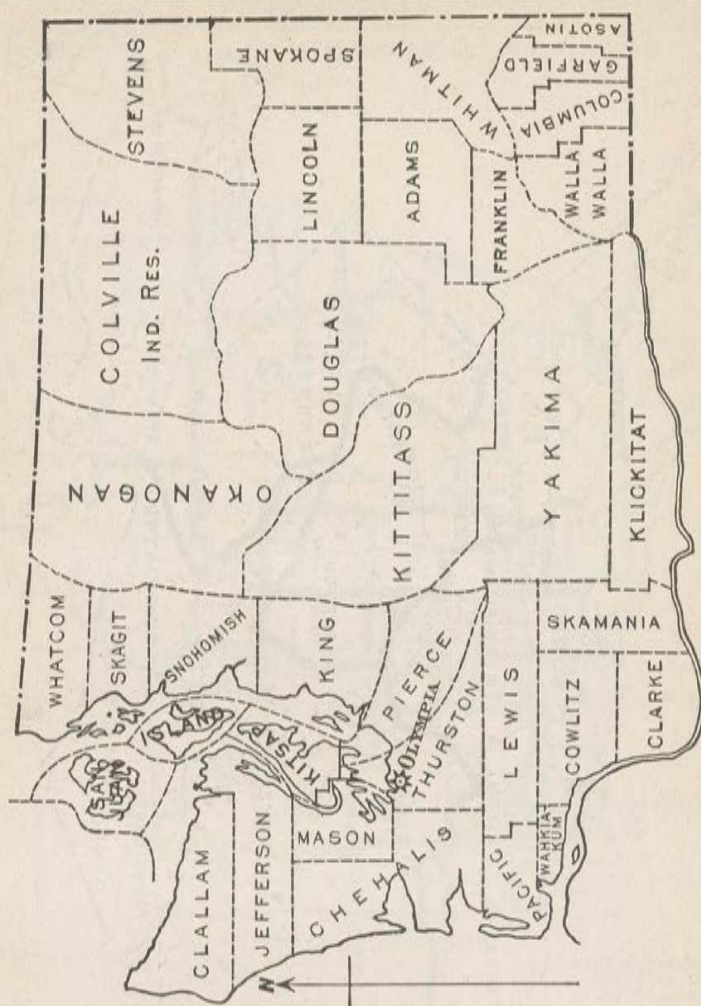 STEVENS
SPOKANE
WHITMAN
ASOTIN
GARFIELD
COLUMBIA
WALLA
WALLA
LINCOLN
ADAMS
FRANKLIN
COLVILLE
IND. RES.
DOUGLAS
OKANOGAN
KITTITASS
YAKIMA
KLICKITAT
WHATCOM
SKAGIT
SNOHOMISH
KING
PIERCE
SKAMANIA
SAN
JUAN
ISLAND
KITSAP
OLYMPIA
THURSTON
LEWIS
COWLITZ
CLARKE
CLALLAM
JEFFERSON
MASON
CHEHALIS
PACIFIC
WAHKIA
KUM
N